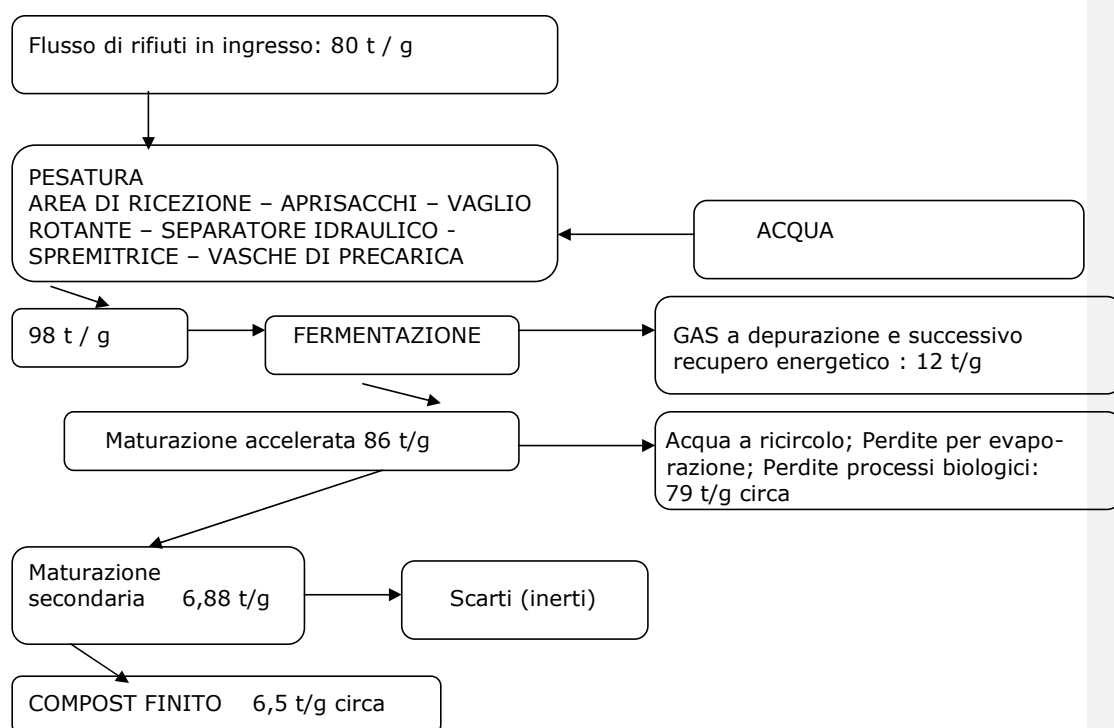 Flusso di rifiuti in ingresso: 80 t / g
PESATURA
AREA DI RICEZIONE – APRISACCHI – VAGLIO
ROTANTE – SEPARATORE IDRAULICO -
SPREMITRICE – VASCHE DI PRECARICA
ACQUA
98 t / g
FERMENTAZIONE
GAS a depurazione e successivo
recupero energetico : 12 t/g
Maturazione accelerata 86 t/g
Acqua a ricircolo; Perdite per evapo-
razione; Perdite processi biologici:
79 t/g circa
Maturazione
secondaria 6,88 t/g
Scarti (inerti)
COMPOST FINITO 6,5 t/g circa